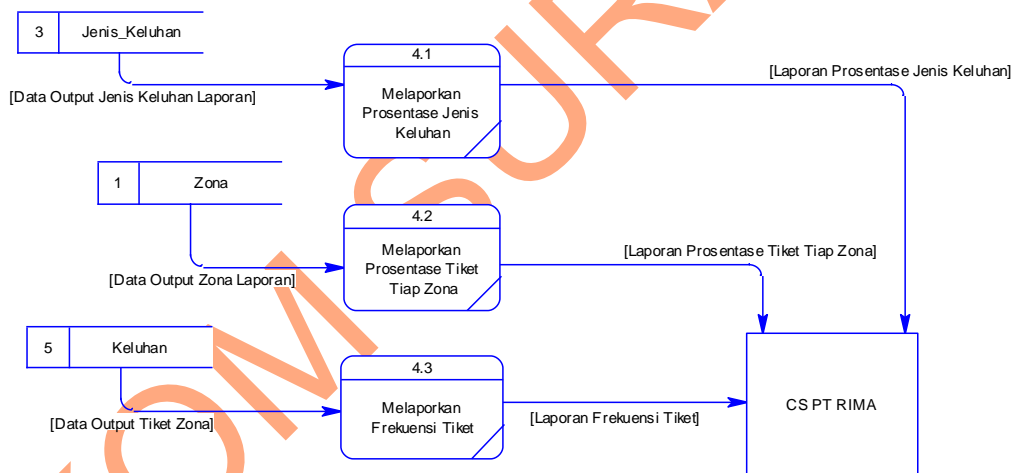 3 Jenis_Keluhan
[Data Output Jenis Keluhan Laporan]
4.1
Melaporkan
Prosentase Jenis
Keluhan
[Laporan Prosentase Jenis Keluhan]
1 Zona
[Data Output Zona Laporan]
4.2
Melaporkan
Prosentase Tiket
Tiap Zona
[Laporan Prosentase Tiket Tiap Zona]
5 Keluhan
[Data Output Tiket Zona]
4.3
Melaporkan
Frekuensi Tiket
[Laporan Frekuensi Tiket]
CS PT RIMA
OM SURA